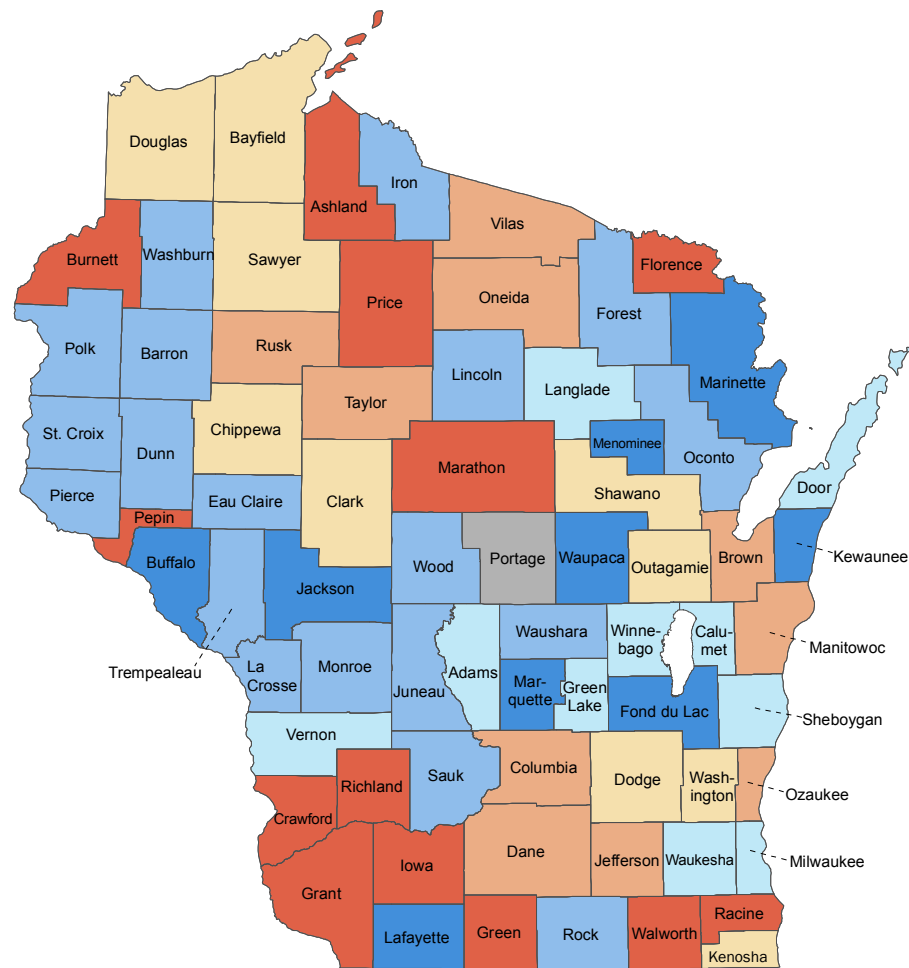 Douglas
Bayfield
Iron
Ashland
Vilas
Burnett
Washburn
Sawyer
Florence
Price
Oneida
Forest
Polk
Barron
Rusk
Lincoln
Langlade
Marinette
Taylor
St. Croix
Chippewa
Dunn
Menominee
Oconto
Marathon
Pierce
Eau Claire
Clark
Shawano
Door
Pepin
Buffalo
Jackson
Wood
Portage
Waupaca
Outagamie
Brown
Kewaunee
Trempealeau
La
Crosse
Monroe
Juneau
Adams
Waushara
Winne-
bago
Calu-
met
Manitowoc
Mar-
quette
Green
Lake
Fond du Lac
Sheboygan
Vernon
Richland
Sauk
Columbia
Dodge
Wash-
ington
Ozaukee
Crawford
Grant
Iowa
Dane
Jefferson
Waukesha
Milwaukee
Lafayette
Green
Rock
Walworth
Racine
Kenosha